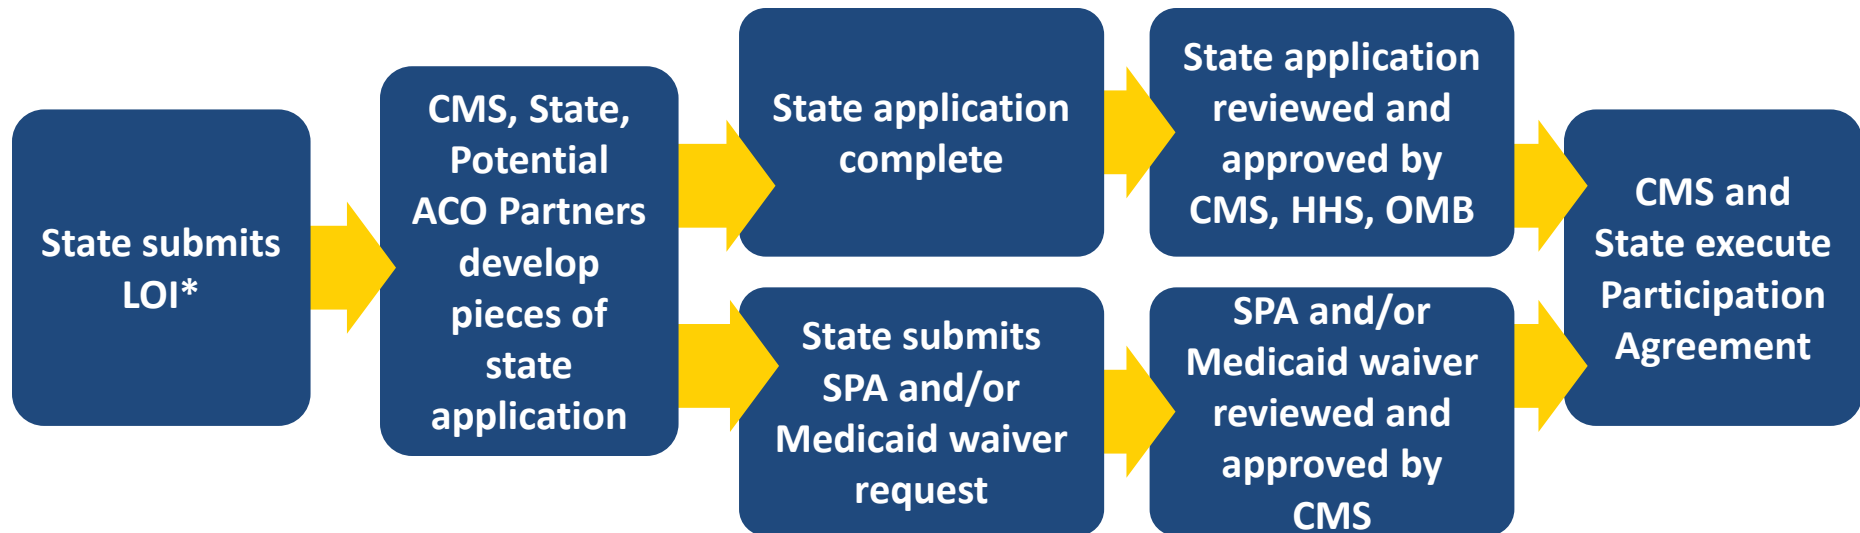 State submits
LOI*
CMS, State,
Potential
ACO Partners
develop
pieces of
state
application
State application
complete
State application
reviewed and
approved by
CMS, HHS, OMB
State submits
SPA and/or
Medicaid waiver
request
SPA and/or
Medicaid waiver
reviewed and
approved by
CMS
CMS and
State execute
Participation
Agreement